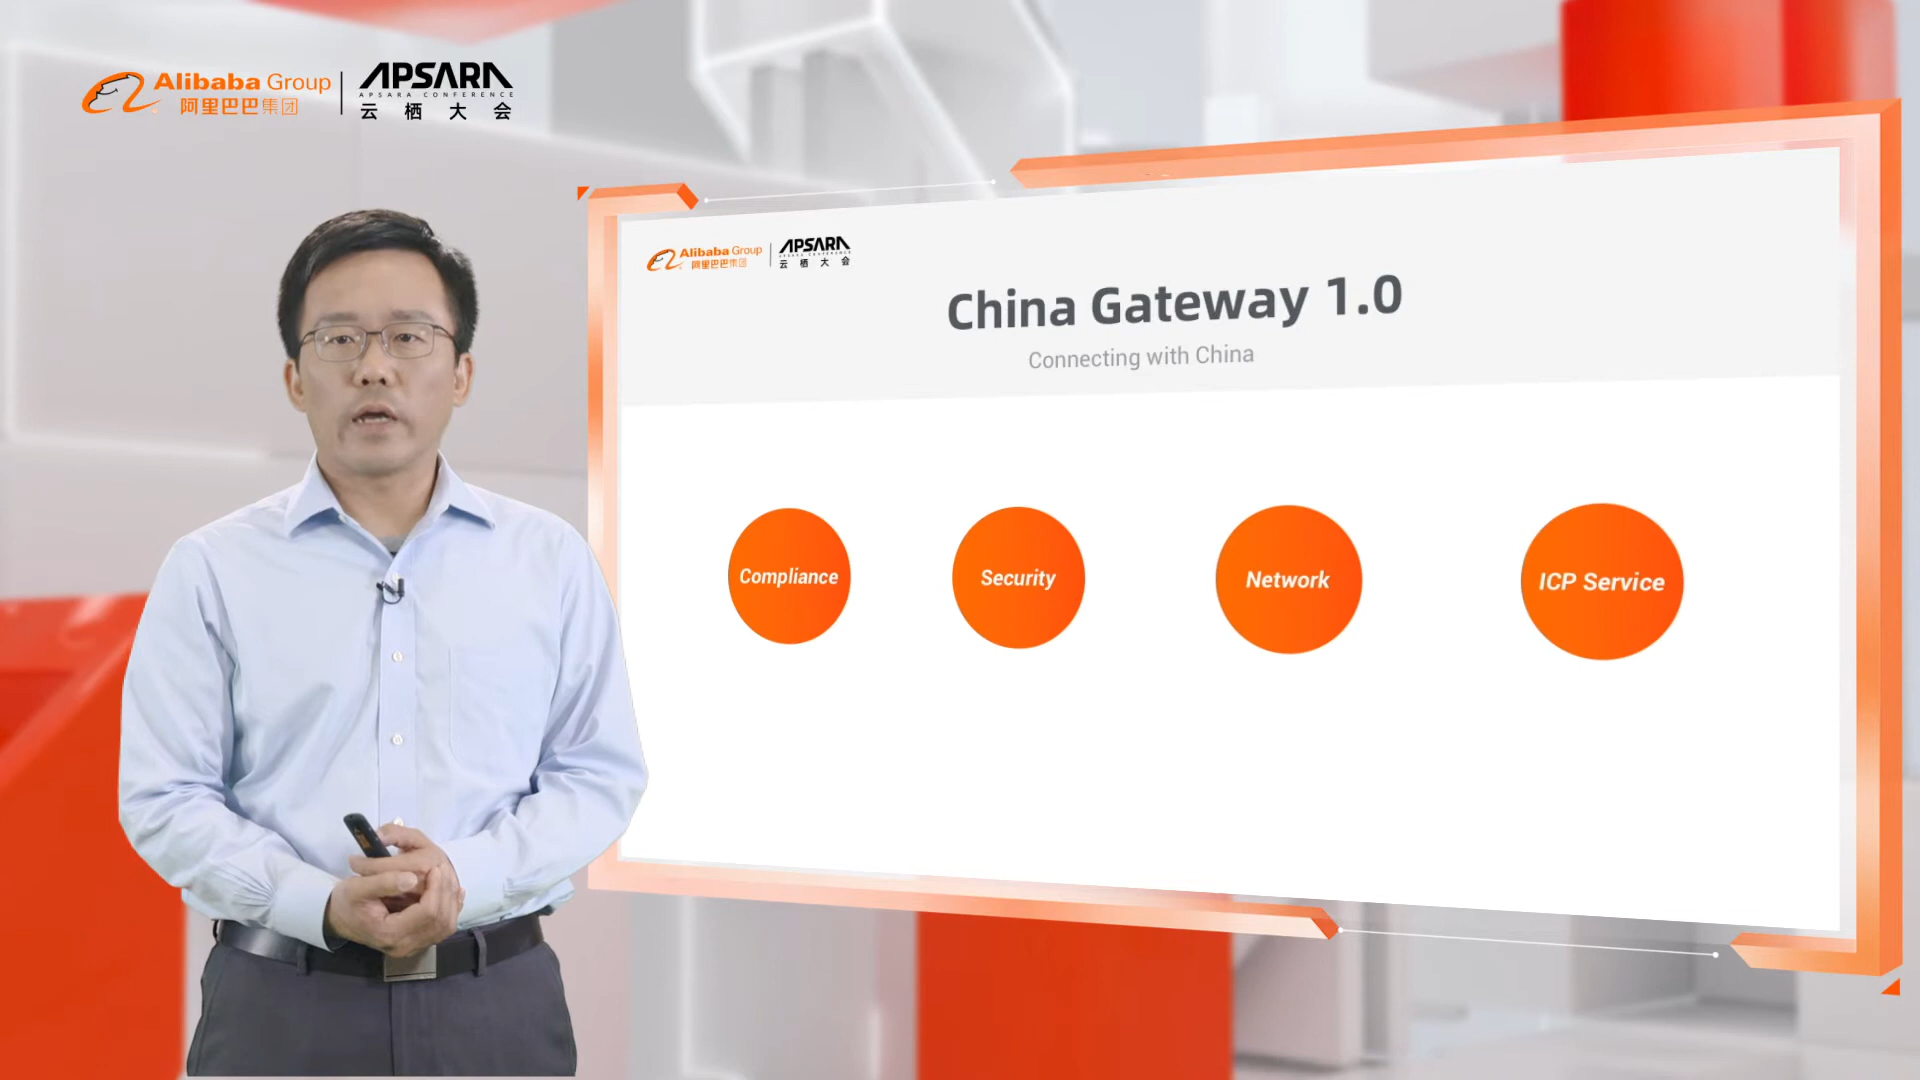 Alibaba Group
阿里巴巴集团
APSARA
APSARA CONFERENCE
云栖大会
Alibaba Group
阿里巴巴集团
APSARA
APSARA CONFERENCE
云栖大会
China Gateway 1.0
Connecting with China
Compliance
Security
Network
ICP Service